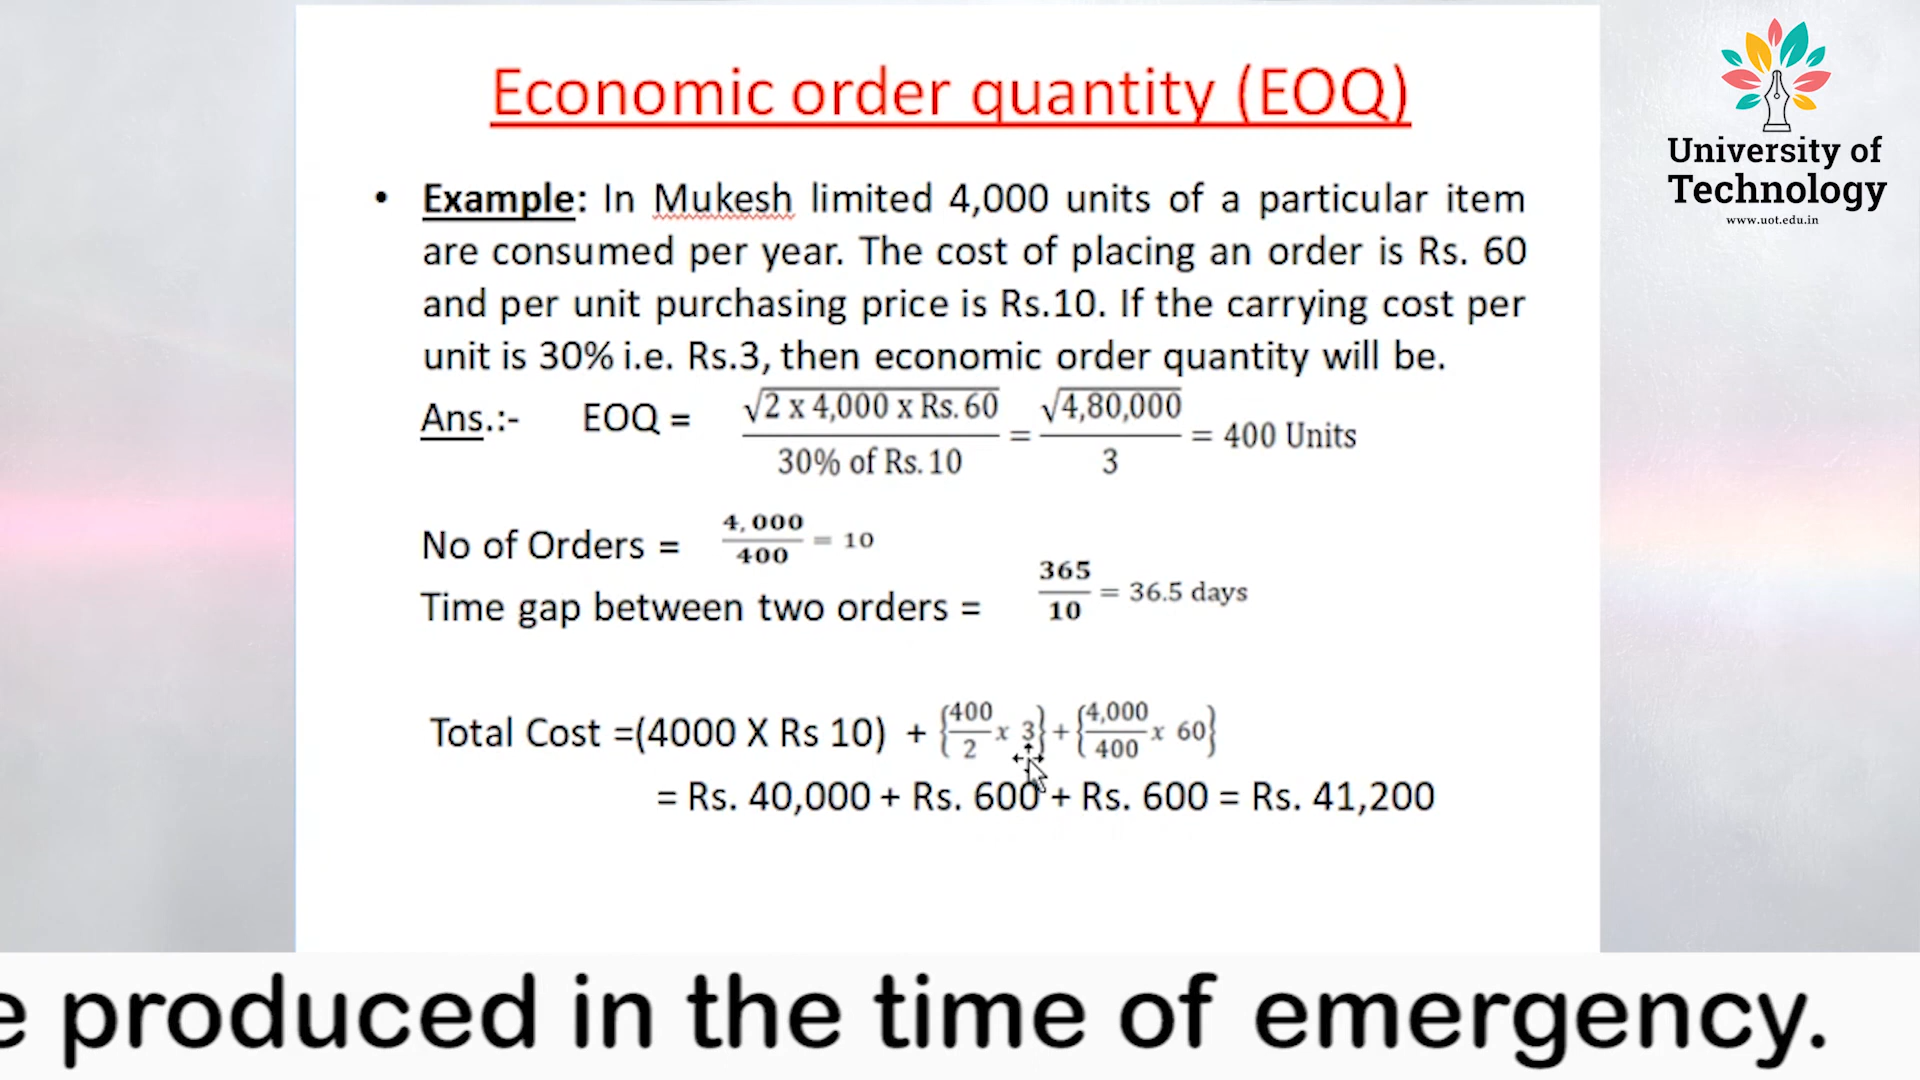 Economic order quantity (EOQ)
University of
Technology
www.uot.edu.in
• Example: In Mukesh limited 4,000 units of a particular item
are consumed per year. The cost of placing an order is Rs. 60
and per unit purchasing price is Rs.10. If the carrying cost per
unit is 30% i.e. Rs.3, then economic order quantity will be.
Ans.:- EOQ = √2 x 4,000 x Rs. 60 / 30% of Rs. 10 = √4,80,000 / 3 = 400 Units
No of Orders = 4,000 / 400 = 10
Time gap between two orders = 365 / 10 = 36.5 days
Total Cost =(4000 X Rs 10) + {400 / 2 x 3} + {4,000 / 400 x 60}
= Rs. 40,000 + Rs. 600 + Rs. 600 = Rs. 41,200
e produced in the time of emergency.